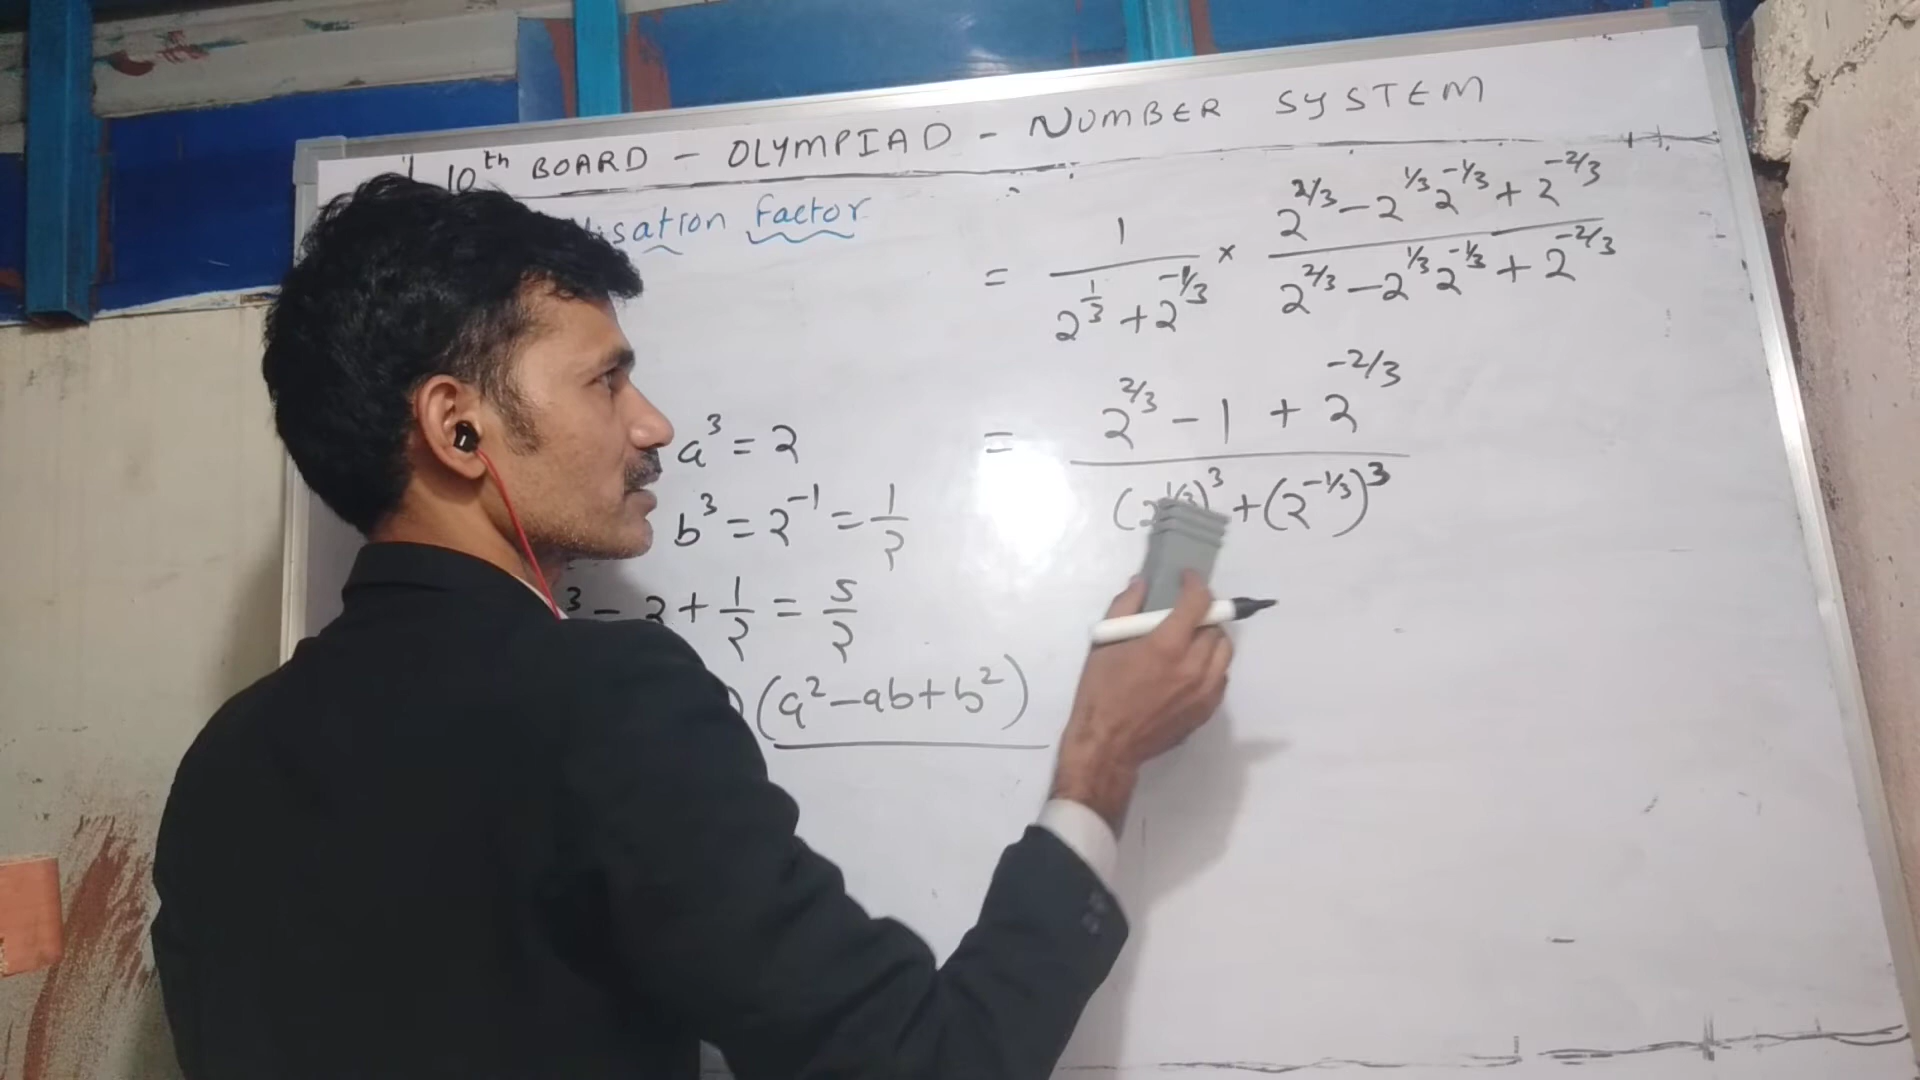 10th BOARD - OLYMPIAD - NUMBER SYSTEM
isation factor
a³ = 2
b³ = 2⁻¹ = 1/2
³ - 2 + 1/2 = 5/2
) (a² - ab + b²)
= 1/(2^(1/3) + 2^(-1/3)) × (2^(2/3) - 2^(1/3) 2^(-1/3) + 2^(-2/3))/(2^(2/3) - 2^(1/3) 2^(-1/3) + 2^(-2/3))
= (2^(2/3) - 1 + 2^(-2/3))/((2^(1/3))³ + (2^(-1/3))³)